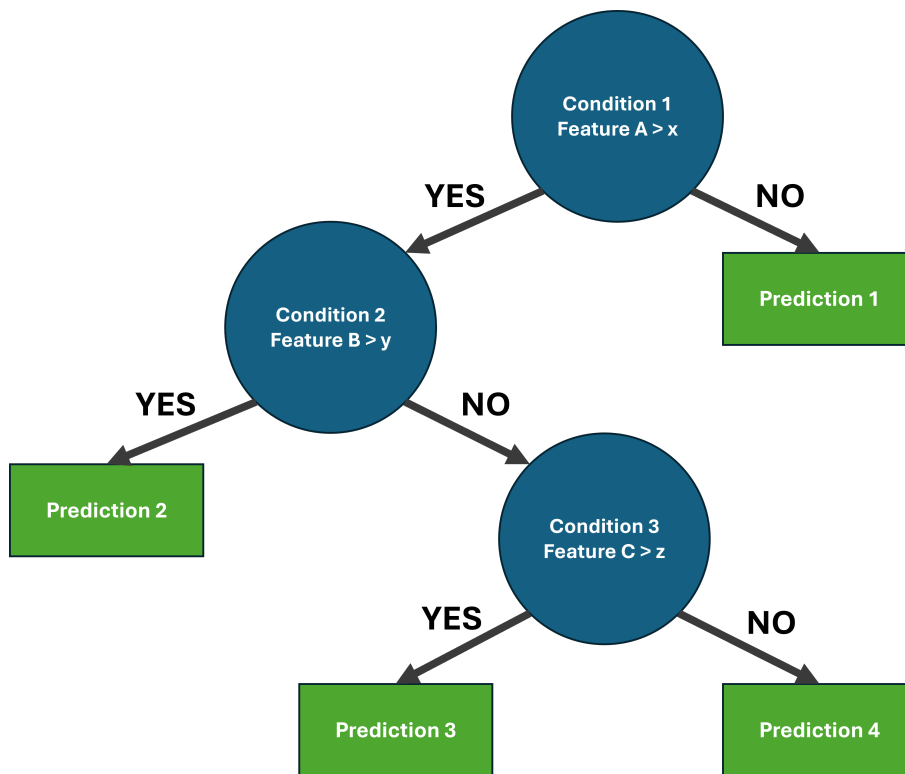 Condition 1
Feature A > x
YES
NO
Prediction 1
Condition 2
Feature B > y
YES
NO
Prediction 2
Condition 3
Feature C > z
YES
NO
Prediction 3
Prediction 4